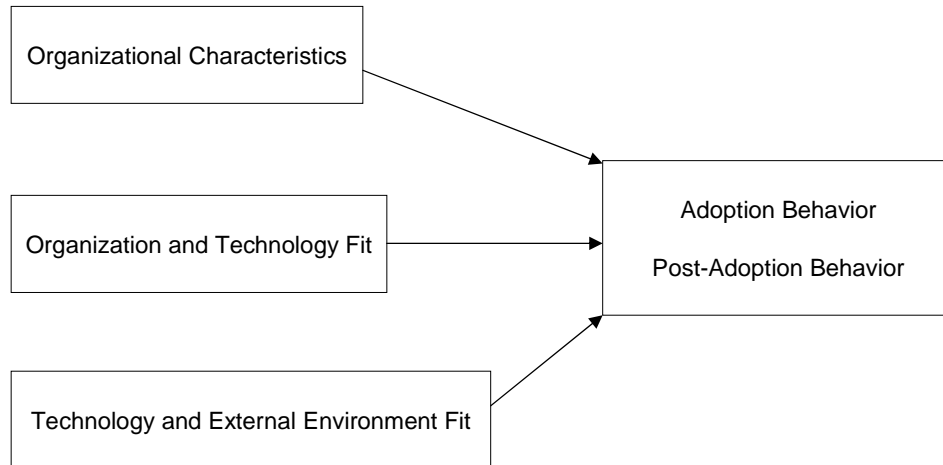 Organizational Characteristics
Organization and Technology Fit
Technology and External Environment Fit
Adoption Behavior
Post-Adoption Behavior